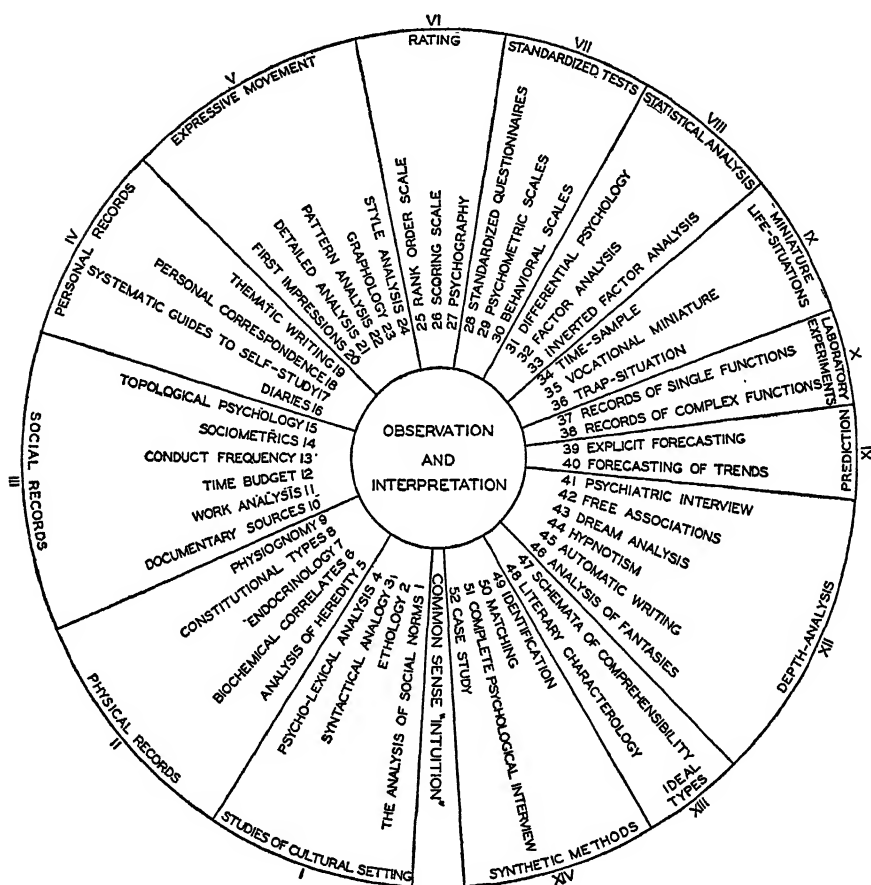 OBSERVATION
AND
INTERPRETATION
COMMON SENSE "INTUITION"
I
STUDIES OF CULTURAL SETTING
THE ANALYSIS OF SOCIAL NORMS 1
ETHOLOGY 2
SYNTACTICAL ANALOGY 3
PSYCHO-LEXICAL ANALYSIS 4
II
PHYSICAL RECORDS
ANALYSIS OF HEREDITY 5
BIOCHEMICAL CORRELATES 6
ENDOCRINOLOGY 7
CONSTITUTIONAL TYPES 8
PHYSIOGNOMY 9
III
SOCIAL RECORDS
DOCUMENTARY SOURCES 10
WORK ANALYSIS 11
TIME BUDGET 12
CONDUCT FREQUENCY 13
SOCIOMETRICS 14
TOPOLOGICAL PSYCHOLOGY 15
IV
PERSONAL RECORDS
DIARIES 16
SYSTEMATIC GUIDES TO SELF-STUDY 17
PERSONAL CORRESPONDENCE 18
THEMATIC WRITING 19
V
EXPRESSIVE MOVEMENT
FIRST IMPRESSIONS 20
DETAILED ANALYSIS 21
PATTERN ANALYSIS 22
GRAPHOLOGY 23
STYLE ANALYSIS 24
VI
RATING
25 RANK ORDER SCALE
26 SCORING SCALE
27 PSYCHOGRAPHY
VII
STANDARDIZED TESTS
28 STANDARDIZED QUESTIONNAIRES
29 PSYCHOMETRIC SCALES
30 BEHAVIORAL SCALES
VIII
STATISTICAL ANALYSIS
31 DIFFERENTIAL PSYCHOLOGY
32 FACTOR ANALYSIS
33 INVERTED FACTOR ANALYSIS
IX
MINIATURE
LIFE-SITUATIONS
34 TIME-SAMPLE
35 VOCATIONAL MINIATURE
36 TRAP-SITUATION
X
LABORATORY
EXPERIMENTS
37 RECORDS OF SINGLE FUNCTIONS
38 RECORDS OF COMPLEX FUNCTIONS
XI
PREDICTION
39 EXPLICIT FORECASTING
40 FORECASTING OF TRENDS
XII
DEPTH-ANALYSIS
41 PSYCHIATRIC INTERVIEW
42 FREE ASSOCIATIONS
43 DREAM ANALYSIS
44 HYPNOTISM
45 AUTOMATIC WRITING
46 ANALYSIS OF FANTASIES
XIII
IDEAL
TYPES
47 SCHEMATA OF COMPREHENSIBILITY
48 LITERARY CHARACTEROLOGY
XIV
SYNTHETIC METHODS
49 IDENTIFICATION
50 MATCHING
51 COMPLETE PSYCHOLOGICAL INTERVIEW
52 CASE STUDY